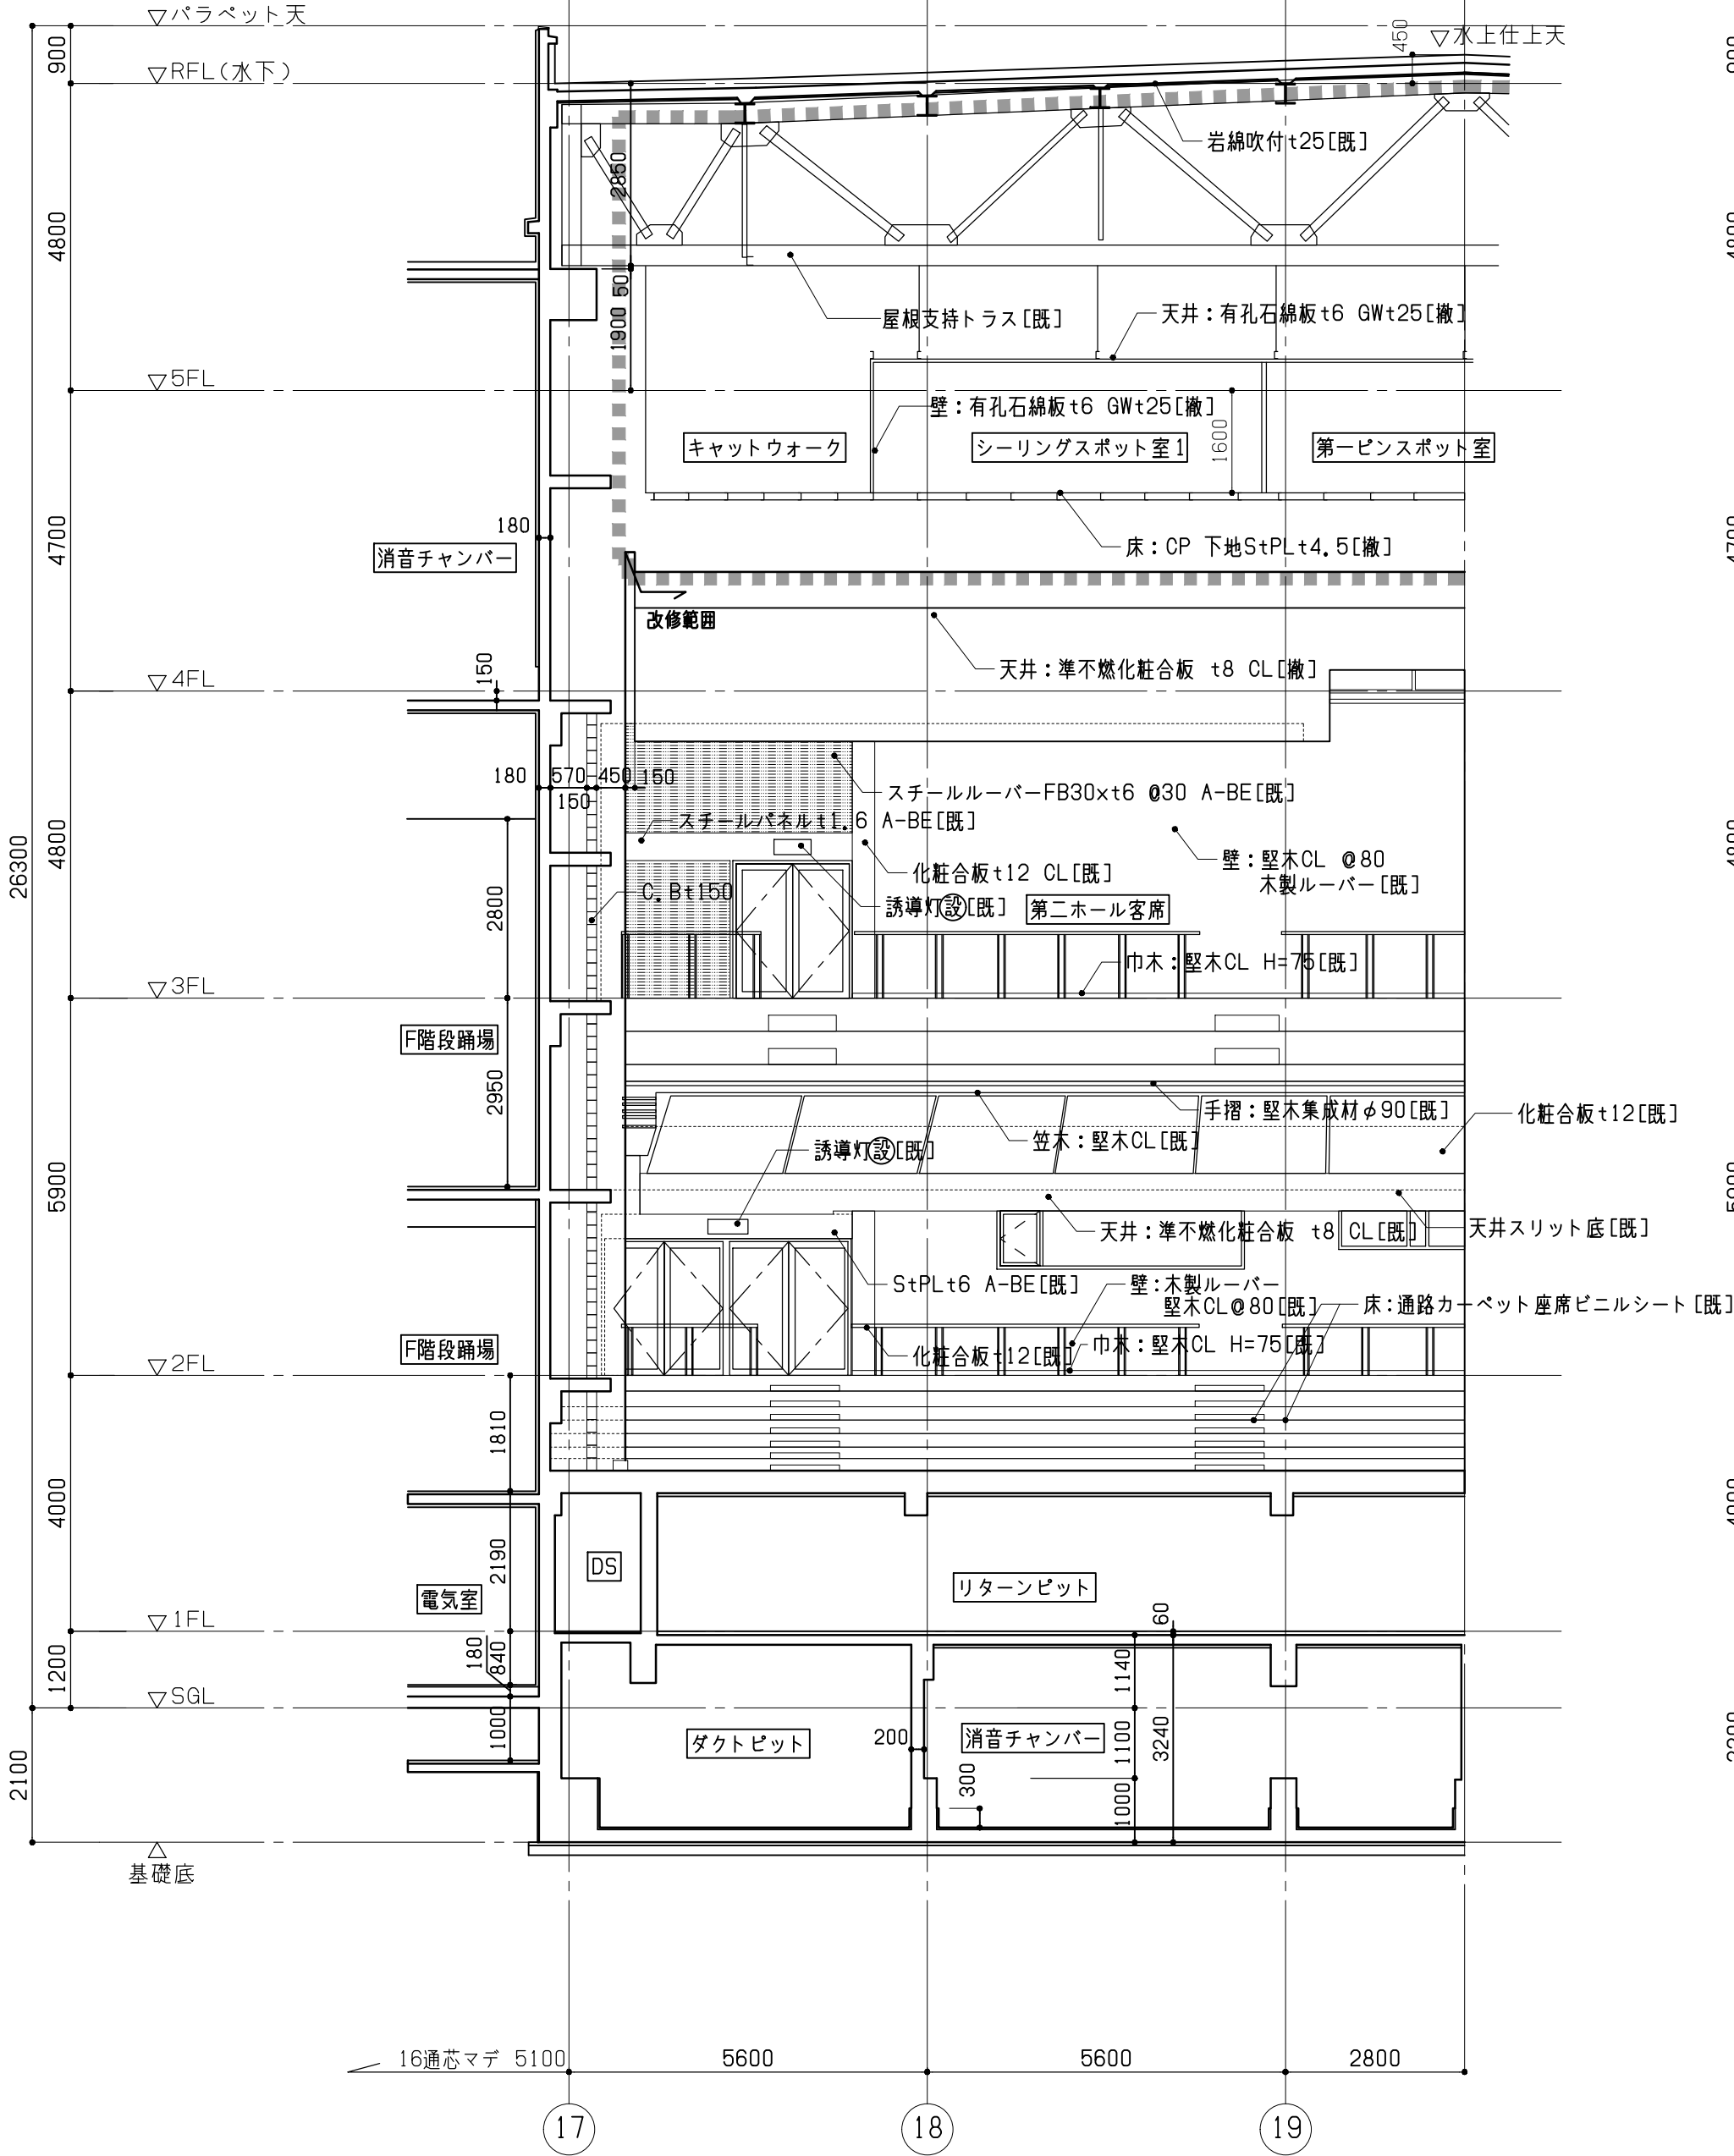 ▽パラペット天
900
▽RFL(水下)
450
▽水上仕上天
岩綿吹付t25[既]
2850
4800
50
1900
屋根支持トラス[既]
天井：有孔石綿板t6 GWt25[撤]
▽5FL
壁：有孔石綿板t6 GWt25[撤]
キャットウォーク
シーリングスポット室1
1600
第一ピンスポット室
180
4700
消音チャンバー
床：CP 下地StPLt4.5[撤]
改修範囲
天井：準不燃化粧合板 t8 CL[撤]
150
▽4FL
180
570
450
150
150
スチールルーバーFB30xt6 @30 A-BE[既]
スチールパネルt1.6 A-BE[既]
26300
4800
壁：堅木CL @80
木製ルーバー[既]
化粧合板t12 CL[既]
C.Bt150
2800
誘導灯設[既]
第二ホール客席
巾木：堅木CL H=75[既]
▽3FL
F階段踊場
2950
手摺：堅木集成材φ90[既]
化粧合板t12[既]
笠木：堅木CL[既]
誘導灯設[既]
5900
天井：準不燃化粧合板 t8 CL[既]
天井スリット底[既]
StPLt6 A-BE[既]
壁：木製ルーバー
堅木CL@80[既]
床：通路カーペット座席ビニルシート[既]
F階段踊場
巾木：堅木CL H=75[既]
化粧合板t12[既]
▽2FL
1810
4000
2190
DS
リターンピット
電気室
60
▽1FL
180
840
1200
1140
▽SGL
1000
ダクトピット
200
消音チャンバー
1100
3240
2100
300
1000
△
基礎底
16通芯マデ 5100
5600
5600
2800
17
18
19